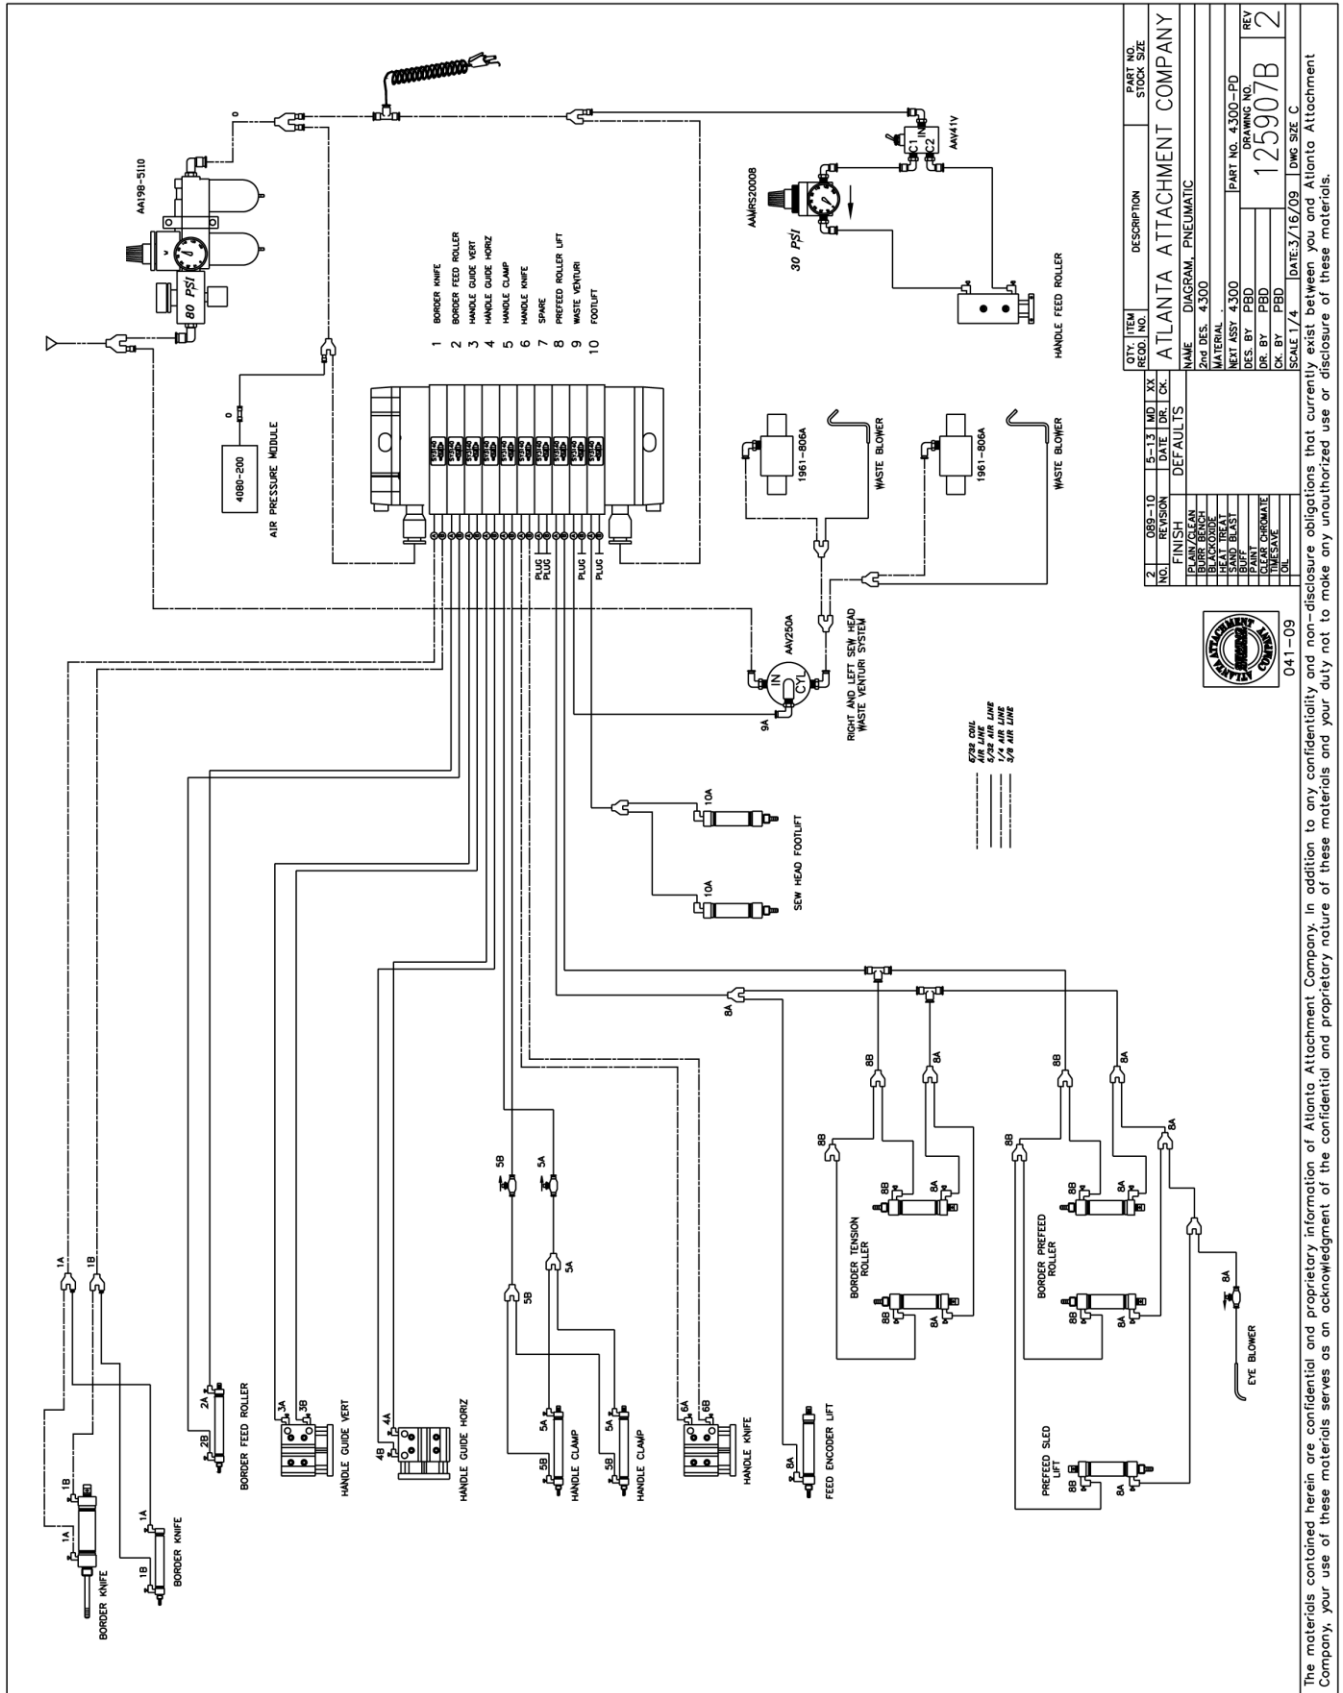 AA198-5110
80 PSI
0
0
4080-200
AIR PRESSURE MODULE
1 BORDER KNIFE
2 BORDER FEED ROLLER
3 HANDLE GUIDE VERT
4 HANDLE GUIDE HORIZ
5 HANDLE CLAMP
6 HANDLE KNIFE
7 SPARE
8 PREFEED ROLLER LIFT
9 WASTE VENTURI
10 FOOTLIFT
PLUG
PLUG
PLUG
PLUG
AAMRS20008
30 PSI
AAV41V
C1 IN
C2
HANDLE FEED ROLLER
1961-806A
WASTE BLOWER
1961-806A
WASTE BLOWER
AAV250A
IN
CYL
9A
RIGHT AND LEFT SEW HEAD
WASTE VENTURI SYSTEM
10A
10A
SEW HEAD FOOTLIFT
5/32 COIL
AIR LINE
5/32 AIR LINE
1/4 AIR LINE
3/8 AIR LINE
1A
1B
1A
1B
BORDER KNIFE
1A
1B
BORDER KNIFE
2A
2B
BORDER FEED ROLLER
3A
3B
HANDLE GUIDE VERT
4A
4B
HANDLE GUIDE HORIZ
5B
5A
5B
5A
5A
5B
HANDLE CLAMP
5A
5B
HANDLE CLAMP
6A
6B
HANDLE KNIFE
8A
8A
FEED ENCODER LIFT
8B
8A
8B
8B
8A
BORDER TENSION
ROLLER
8B
8A
8B
8A
8B
8A
8B
8A
BORDER PREFEED
ROLLER
8B
8A
PREFEED SLED
LIFT
8B
8A
8A
EYE BLOWER
QTY. REQD. ITEM NO. DESCRIPTION PART NO. STOCK SIZE
ATLANTA ATTACHMENT COMPANY
NAME DIAGRAM, PNEUMATIC
2nd DES. 4300
MATERIAL .
NEXT ASSY 4300 PART NO. 4300-PD
DES. BY PBD DRAWING NO. REV
DR. BY PBD 125907B 2
CK. BY PBD
SCALE 1/4 DATE:3/16/09 DWG SIZE C
2 089-10 5-13 MD XX
NO. REVISION DATE DR. CK.
FINISH DEFAULTS
PLAIN/CLEAN
BURR BENCH
BLACKOXIDE
HEAT TREAT
SAND BLAST
BUFF
PAINT
CLEAR CHROMATE
TIMESAVE
OIL
ATLANTA ATTACHMENT COMPANY
041-09
The materials contained herein are confidential and proprietary information of Atlanta Attachment Company. In addition to any confidentiality and non-disclosure obligations that currently exist between you and Atlanta Attachment
Company, your use of these materials serves as an acknowledgment of the confidential and proprietary nature of these materials and your duty not to make any unauthorized use or disclosure of these materials.